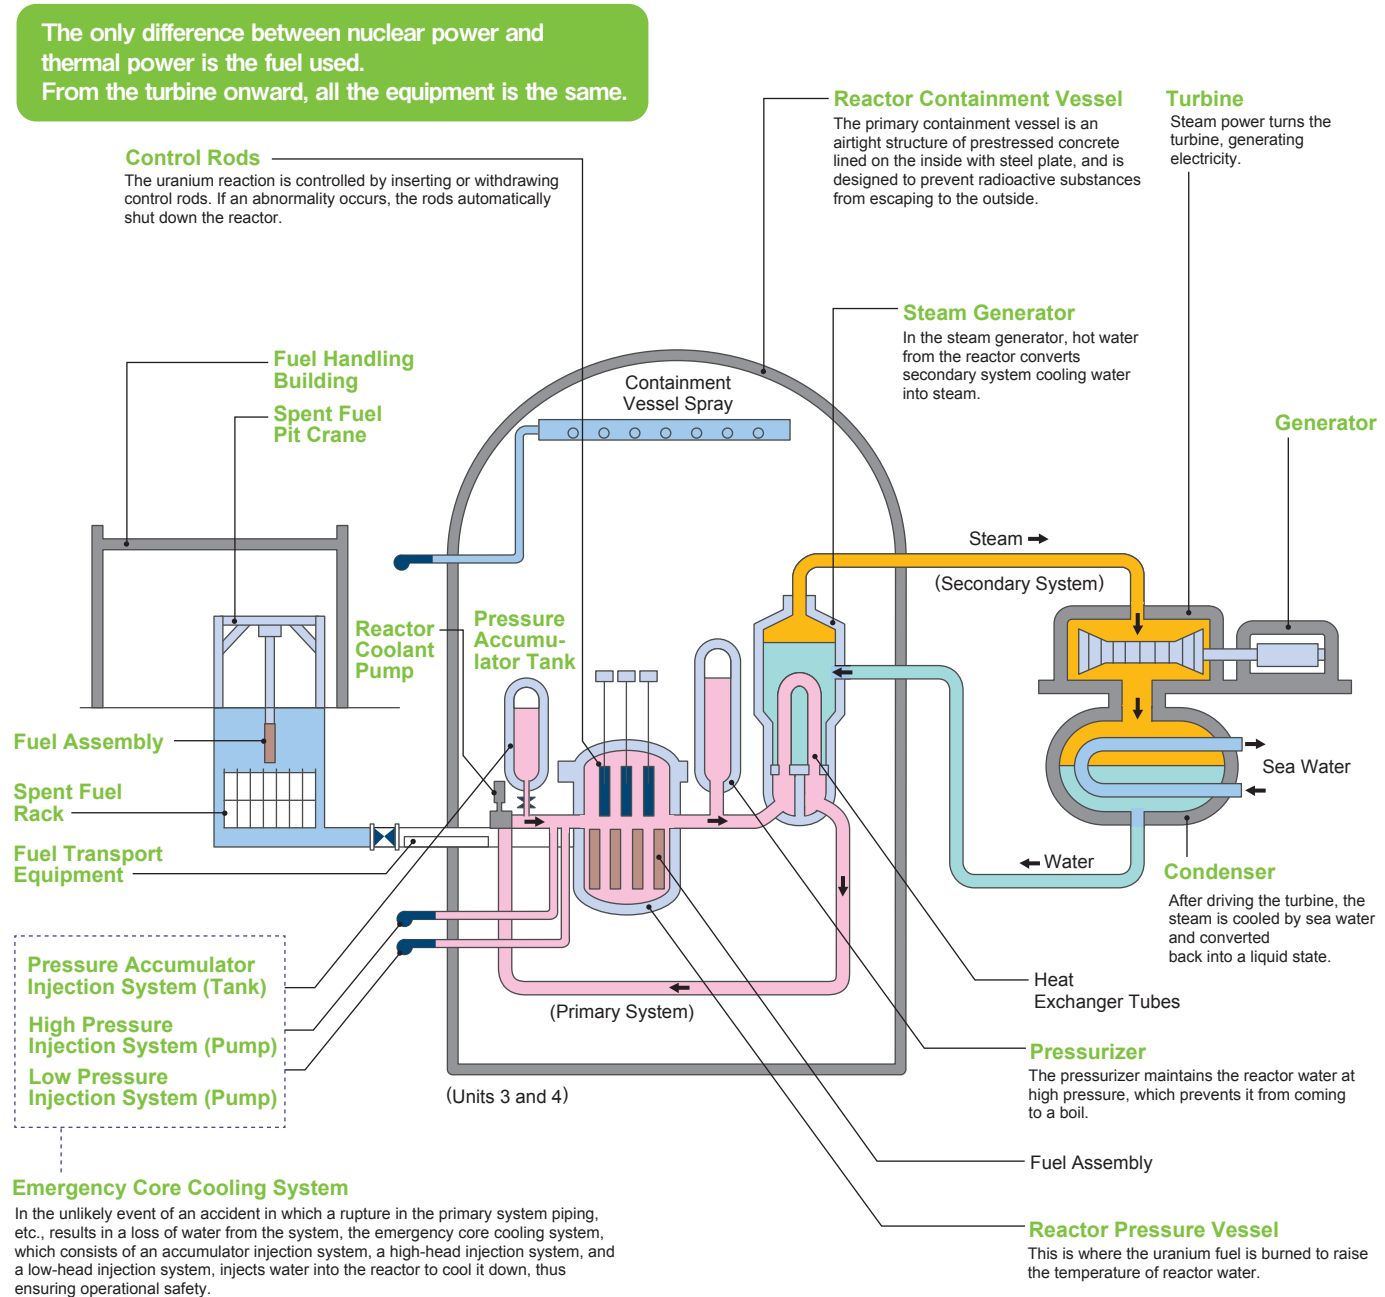 The only difference between nuclear power and
thermal power is the fuel used.
From the turbine onward, all the equipment is the same.
Control Rods
The uranium reaction is controlled by inserting or withdrawing
control rods. If an abnormality occurs, the rods automatically
shut down the reactor.
Reactor Containment Vessel
The primary containment vessel is an
airtight structure of prestressed concrete
lined on the inside with steel plate, and is
designed to prevent radioactive substances
from escaping to the outside.
Turbine
Steam power turns the
turbine, generating
electricity.
Steam Generator
In the steam generator, hot water
from the reactor converts
secondary system cooling water
into steam.
Fuel Handling
Building
Spent Fuel
Pit Crane
Containment
Vessel Spray
Generator
Steam
(Secondary System)
Reactor
Coolant
Pump
Pressure
Accumu-
lator Tank
Fuel Assembly
Spent Fuel
Rack
Fuel Transport
Equipment
Sea Water
Water
Condenser
After driving the turbine, the
steam is cooled by sea water
and converted
back into a liquid state.
Pressure Accumulator
Injection System (Tank)
High Pressure
Injection System (Pump)
Low Pressure
Injection System (Pump)
(Primary System)
Heat
Exchanger Tubes
(Units 3 and 4)
Pressurizer
The pressurizer maintains the reactor water at
high pressure, which prevents it from coming
to a boil.
Fuel Assembly
Emergency Core Cooling System
In the unlikely event of an accident in which a rupture in the primary system piping,
etc., results in a loss of water from the system, the emergency core cooling system,
which consists of an accumulator injection system, a high-head injection system, and
a low-head injection system, injects water into the reactor to cool it down, thus
ensuring operational safety.
Reactor Pressure Vessel
This is where the uranium fuel is burned to raise
the temperature of reactor water.